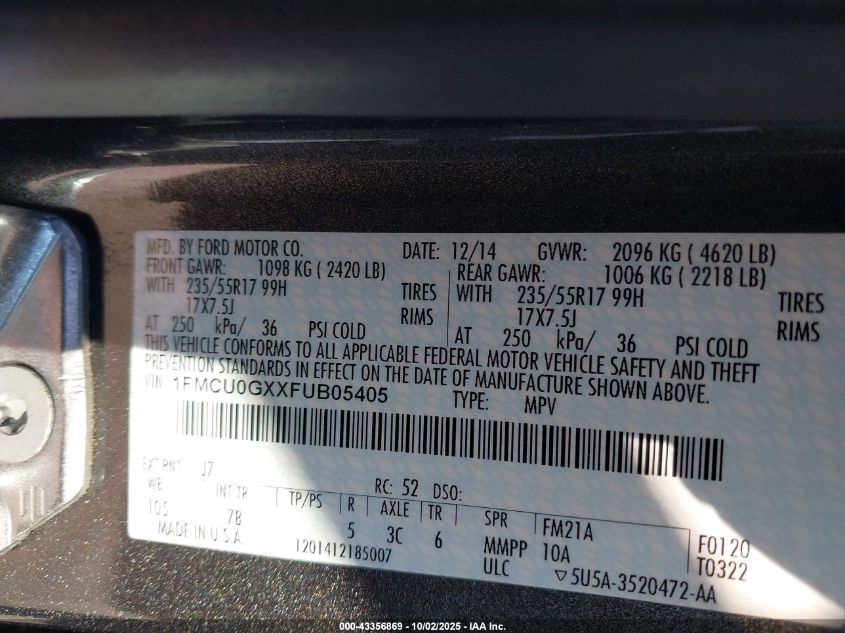 MFD. BY FORD MOTOR CO. DATE: 12/14 GVWR: 2096 KG ( 4620 LB)
FRONT GAWR: 1098 KG ( 2420 LB) REAR GAWR: 1006 KG ( 2218 LB)
WITH 235/55R17 99H TIRES WITH 235/55R17 99H TIRES
17X7.5J RIMS 17X7.5J RIMS
AT 250 kPa/ 36 PSI COLD AT 250 kPa/ 36 PSI COLD
THIS VEHICLE CONFORMS TO ALL APPLICABLE FEDERAL MOTOR VEHICLE SAFETY AND THEFT
PREVENTION STANDARDS IN EFFECT ON THE DATE OF MANUFACTURE SHOWN ABOVE.
VIN: 1FMCU0GXXFUB05405 TYPE: MPV
EXT PNT J7 RC: 52 DSO:
WB INT TR TP/PS R AXLE TR SPR FM21A F0120
105 78 5 3C 6 MMPP 10A T0322
MADE IN U.S.A. 1201412185007 ULC ▽5U5A-3520472-AA
000-43356869 - 10/02/2025 - IAA Inc.